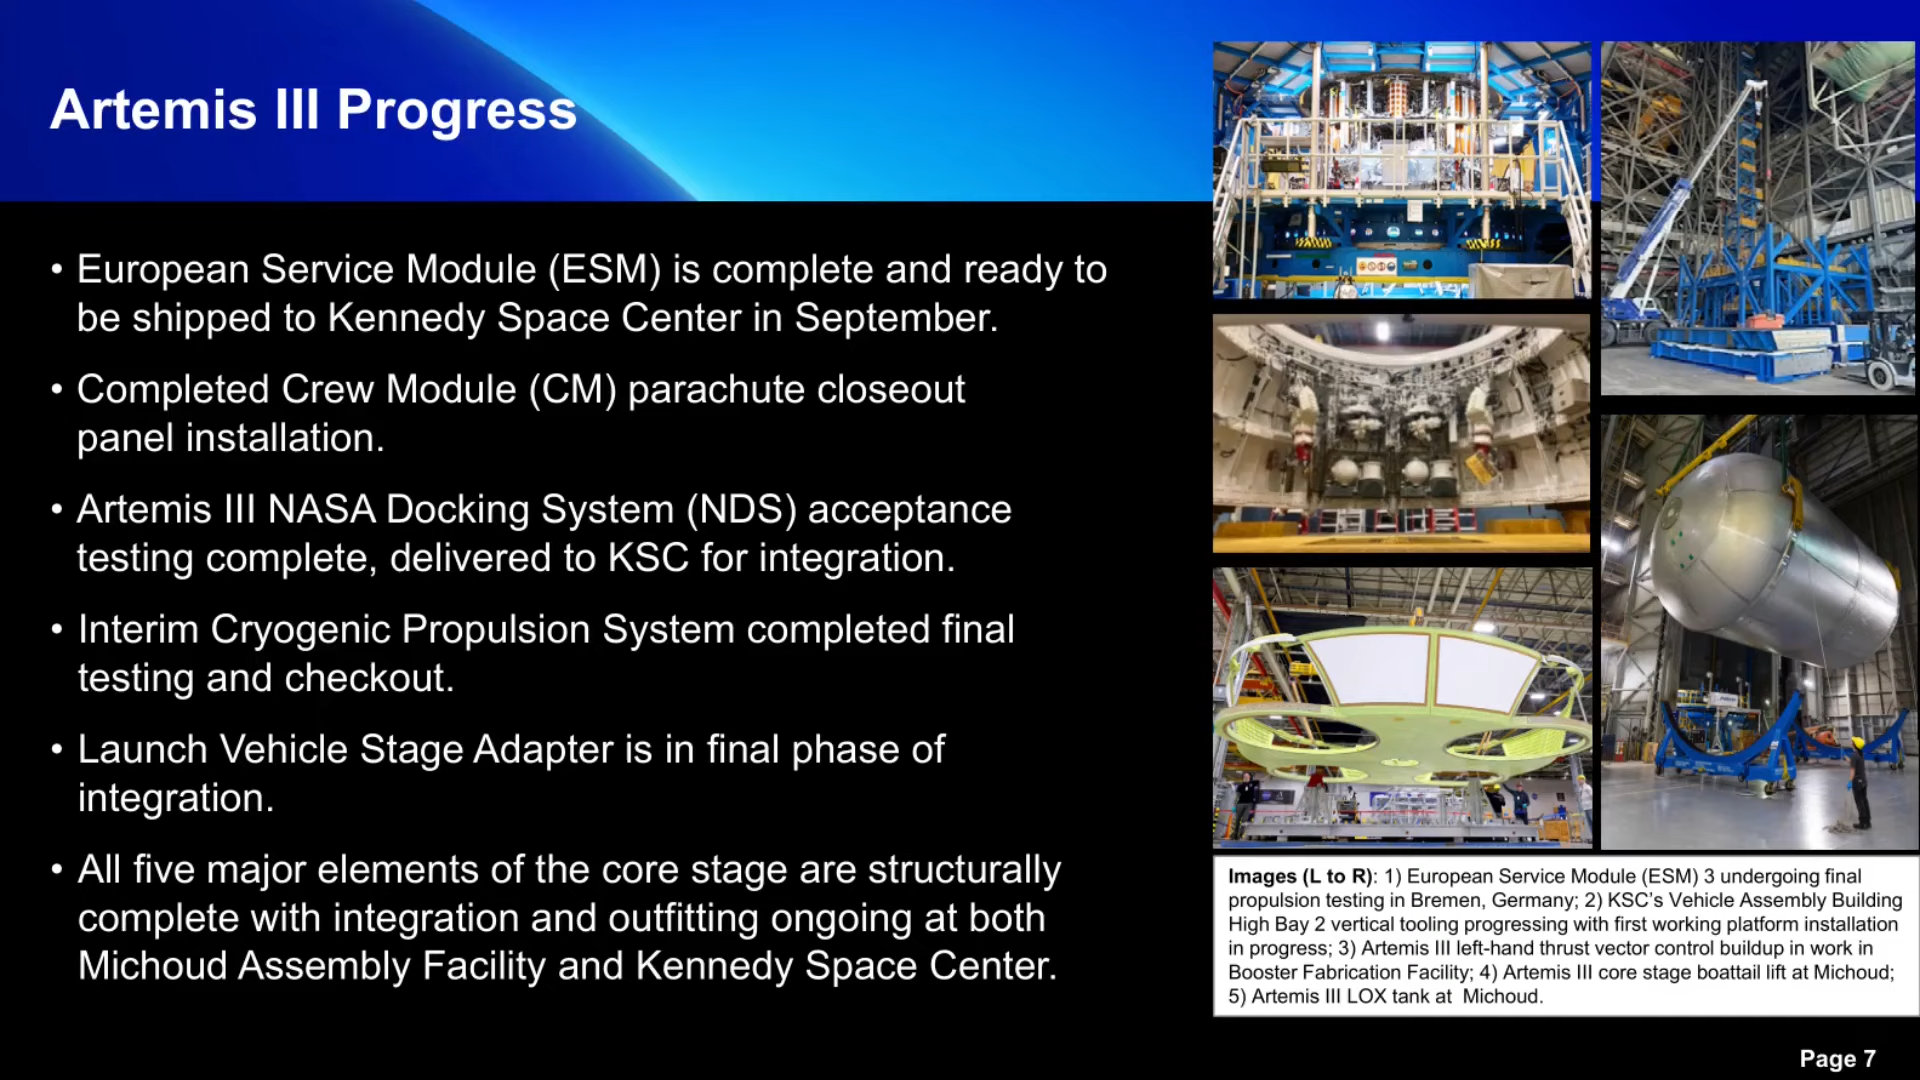 Artemis III Progress
• European Service Module (ESM) is complete and ready to
be shipped to Kennedy Space Center in September.
• Completed Crew Module (CM) parachute closeout
panel installation.
• Artemis III NASA Docking System (NDS) acceptance
testing complete, delivered to KSC for integration.
• Interim Cryogenic Propulsion System completed final
testing and checkout.
• Launch Vehicle Stage Adapter is in final phase of
integration.
• All five major elements of the core stage are structurally
complete with integration and outfitting ongoing at both
Michoud Assembly Facility and Kennedy Space Center.
Images (L to R): 1) European Service Module (ESM) 3 undergoing final
propulsion testing in Bremen, Germany; 2) KSC's Vehicle Assembly Building
High Bay 2 vertical tooling progressing with first working platform installation
in progress; 3) Artemis III left-hand thrust vector control buildup in work in
Booster Fabrication Facility; 4) Artemis III core stage boattail lift at Michoud;
5) Artemis III LOX tank at  Michoud.
Page 7